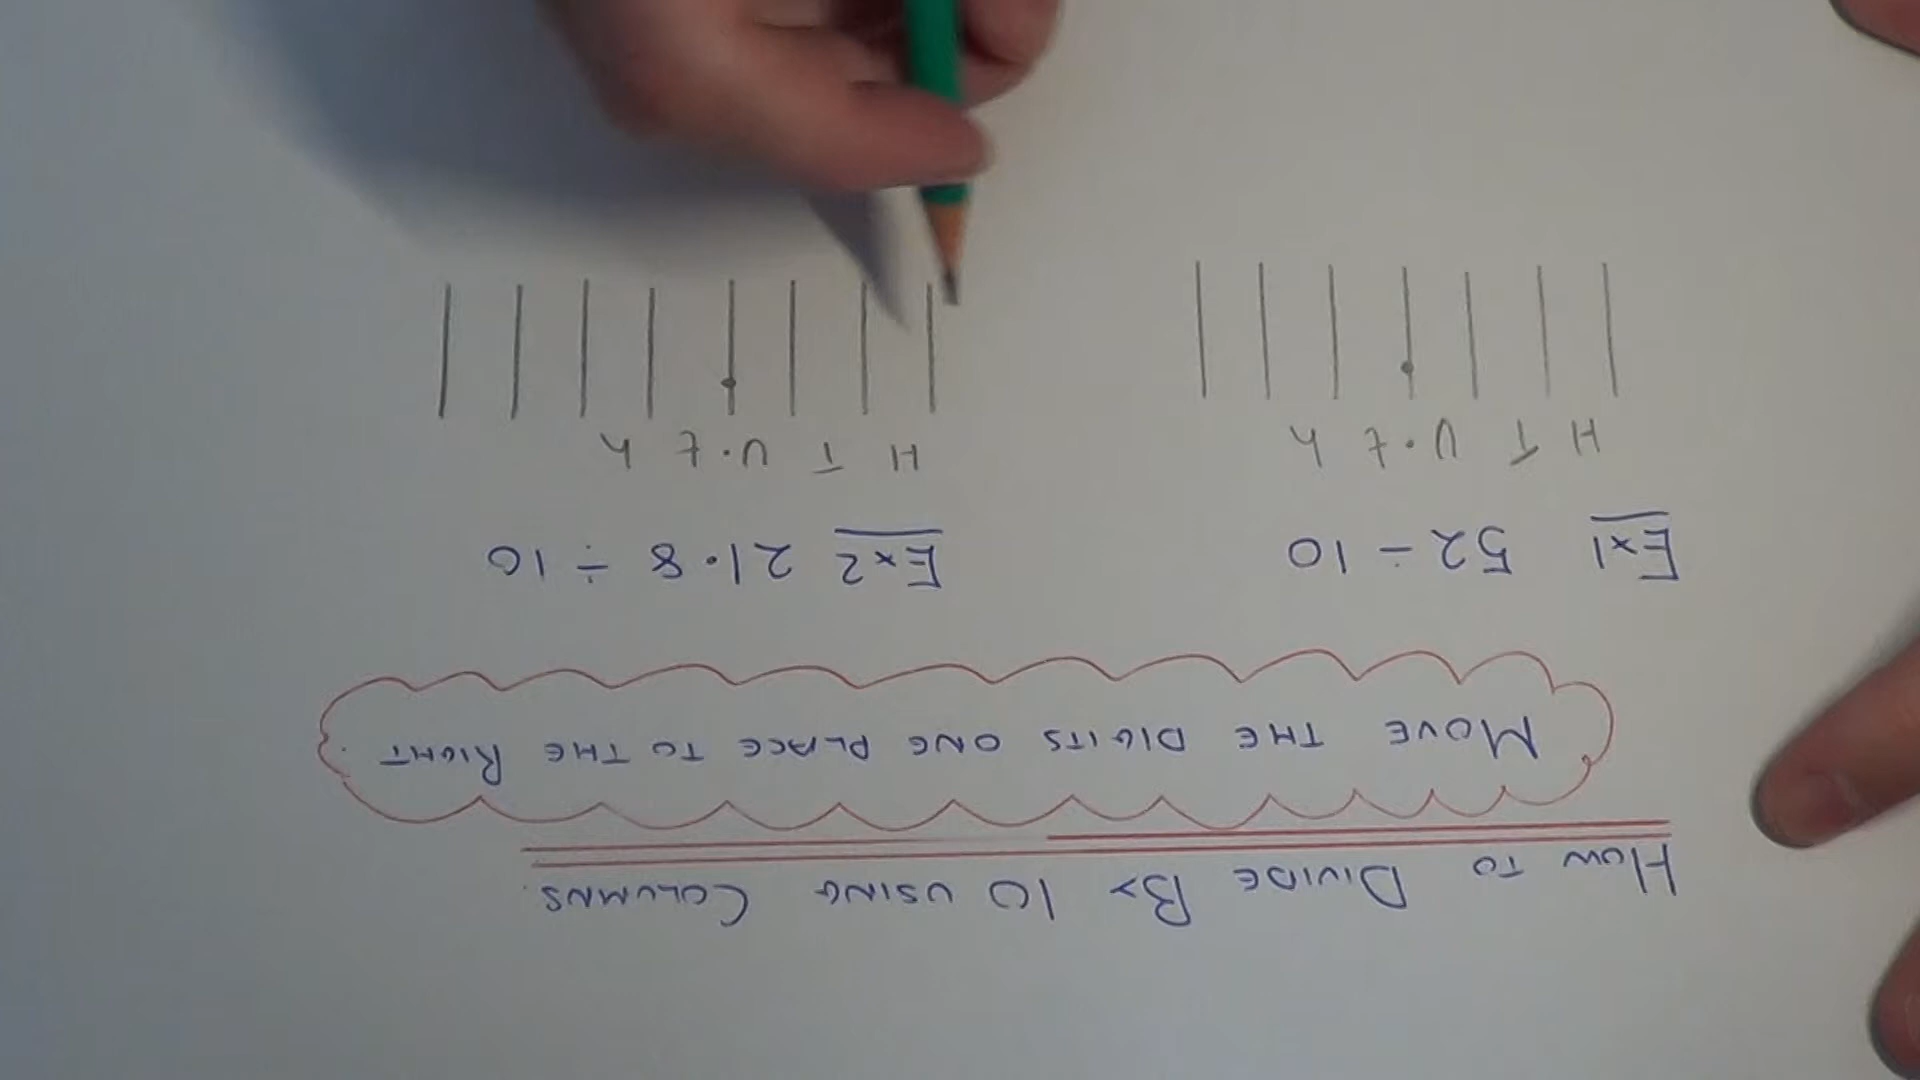 HOW TO DIVIDE BY 10 USING COLUMNS.
MOVE THE DIGITS ONE PLACE TO THE RIGHT.
Ex1 52 ÷ 10 Ex2 21.8 ÷ 10
H T U . t h H T U . t h